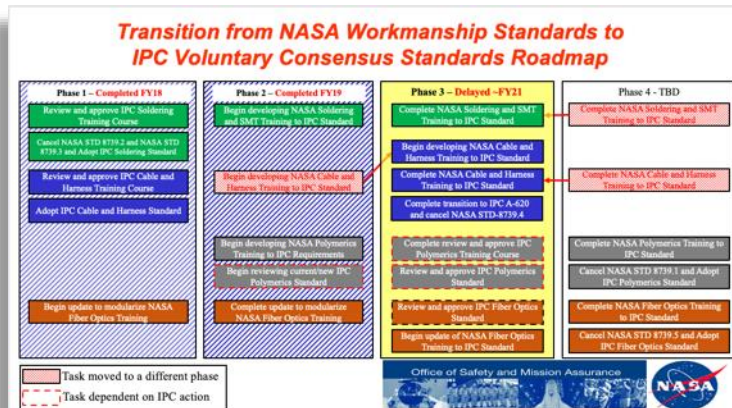 Transition from NASA Workmanship Standards to
IPC Voluntary Consensus Standards Roadmap
Phase 1 – Completed FY18
Review and approve IPC Soldering
Training Course
Cancel NASA STD 8739.2 and NASA STD
8739.3 and Adopt IPC Soldering Standard
Review and approve IPC Cable and
Harness Training Course
Adopt IPC Cable and Harness Standard
Begin update to modularize NASA
Fiber Optics Training
Phase 2 – Completed FY19
Begin developing NASA Soldering
and SMT Training to IPC Standard
Begin developing NASA Cable and
Harness Training to IPC Standard
Begin developing NASA Polymerics
Training to IPC Requirements
Begin reviewing current/new IPC
Polymerics Standard
Complete update to modularize
NASA Fiber Optics Training
Phase 3 – Delayed ~FY21
Complete NASA Soldering and SMT
Training to IPC Standard
Begin developing NASA Cable and
Harness Training to IPC Standard
Complete NASA Cable and Harness
Training to IPC Standard
Complete transition to IPC A-620 and
cancel NASA STD-8739.4
Complete review and approve IPC
Polymerics Training Course
Review and approve IPC Polymerics
Standard
Review and approve IPC Fiber Optics
Standard
Begin update of NASA Fiber Optics
Training to IPC Standard
Phase 4 - TBD
Complete NASA Soldering and SMT
Training to IPC Standard
Complete NASA Cable and Harness
Training to IPC Standard
Complete NASA Polymerics Training to
IPC Standard
Cancel NASA STD 8739.1 and Adopt
IPC Polymerics Standard
Complete NASA Fiber Optics Training
to IPC Standard
Cancel NASA STD 8739.5 and Adopt
IPC Fiber Optics Standard
Task moved to a different phase
Task dependent on IPC action
Office of Safety and Mission Assurance
NASA